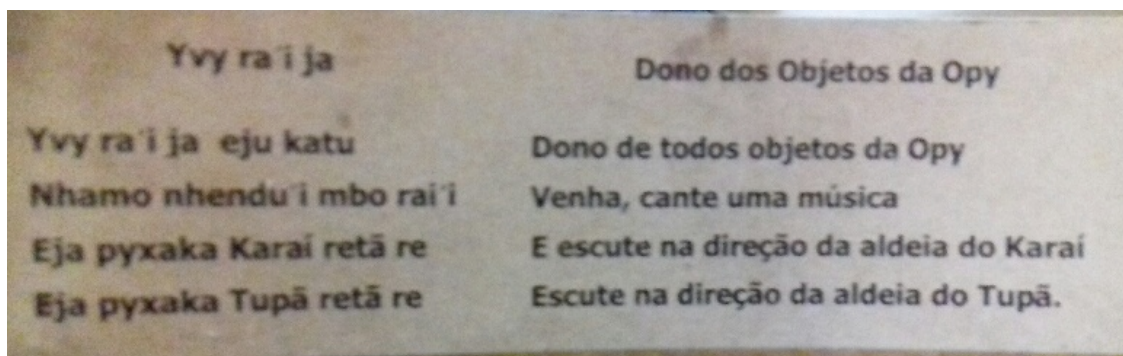 Yvy ra´i ja
Yvy ra´i ja eju katu
Nhamo nhendu´i mbo rai´i
Eja pyxaka Karaí retã re
Eja pyxaka Tupã retã re
Dono dos Objetos da Opy
Dono de todos objetos da Opy
Venha, cante uma música
E escute na direção da aldeia do Karaí
Escute na direção da aldeia do Tupã.